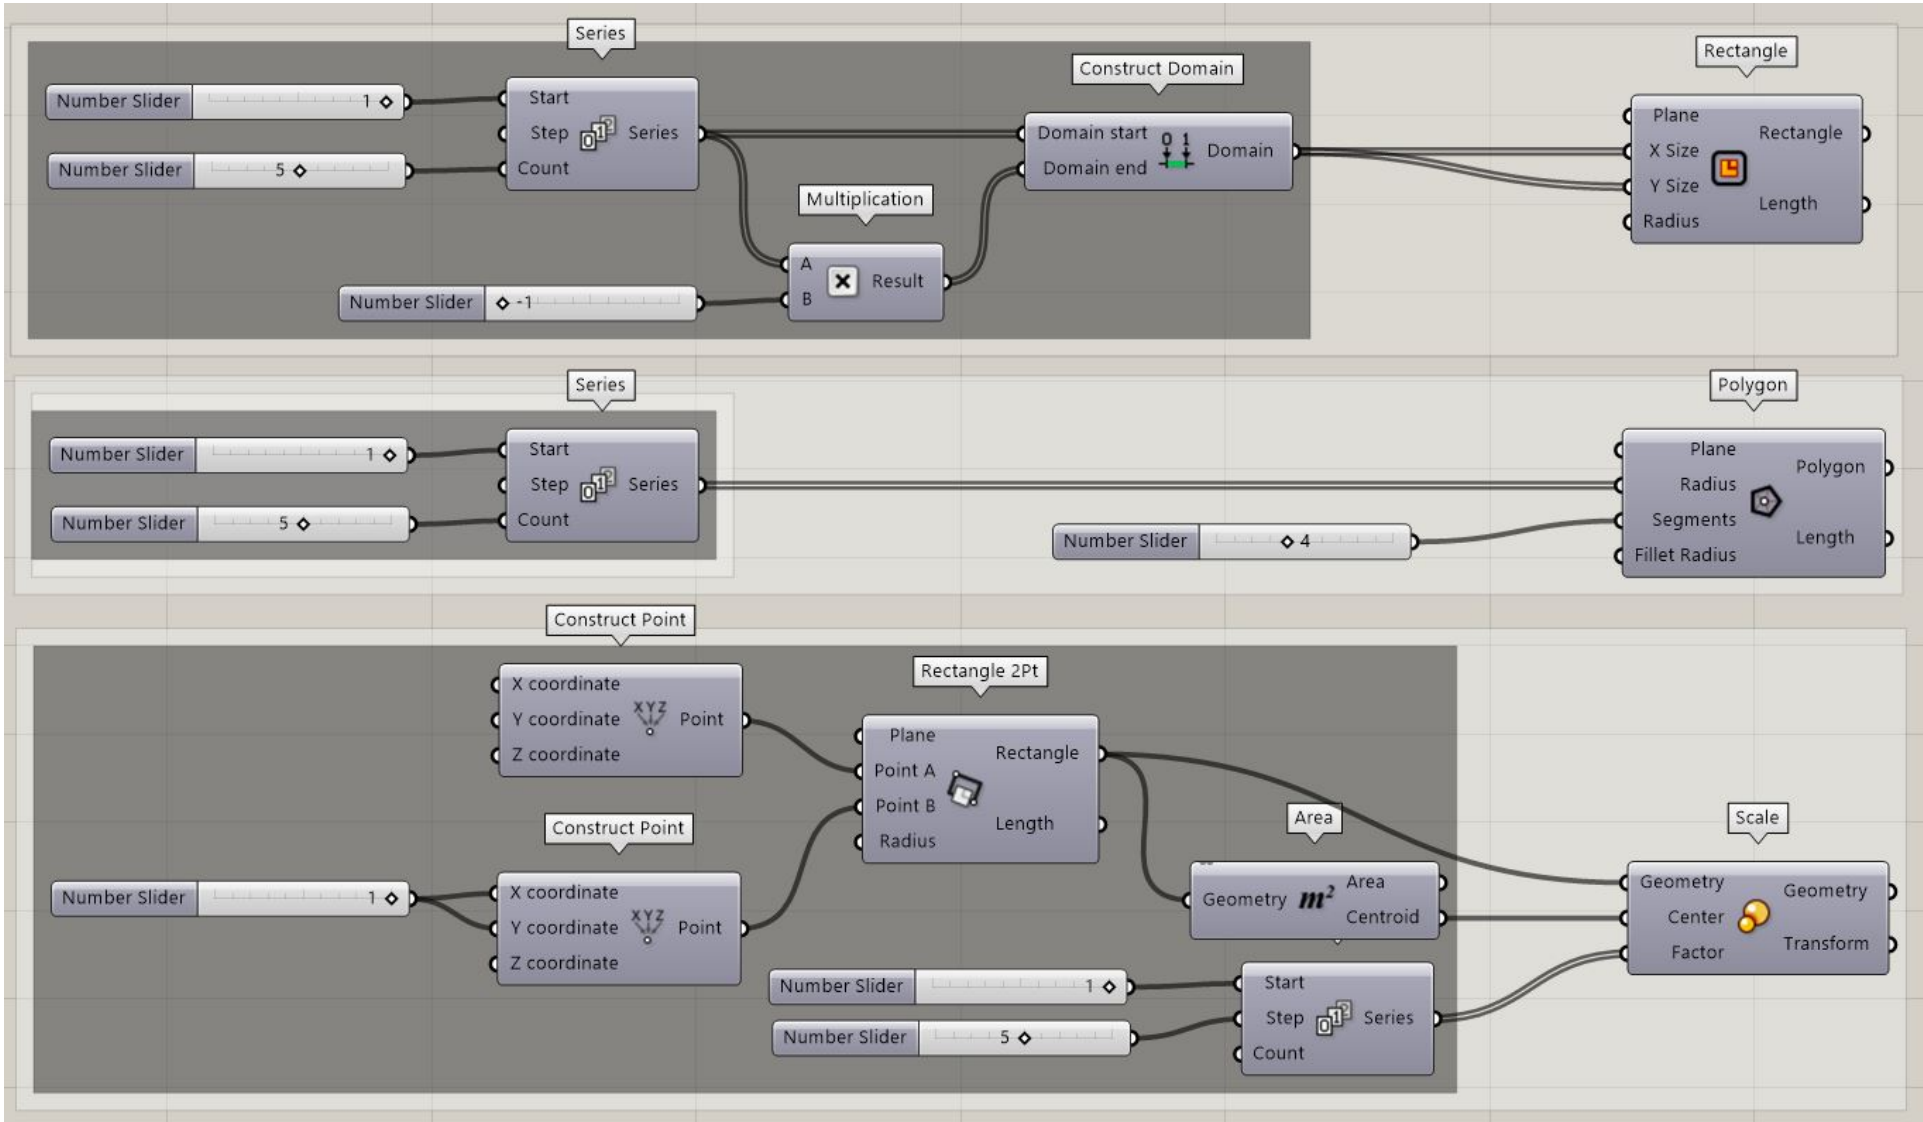 Series
Number Slider 1
Start
Step
Count
Series
Number Slider 5
Multiplication
A
B
Result
Number Slider -1
Construct Domain
Domain start
Domain end
0 1
Domain
Rectangle
Plane
X Size
Y Size
Radius
Rectangle
Length
Series
Number Slider 1
Number Slider 5
Start
Step
Count
012
Series
Number Slider 4
Polygon
Plane
Radius
Segments
Fillet Radius
Polygon
Length
Construct Point
X coordinate
Y coordinate
Z coordinate
XYZ
Point
Construct Point
Number Slider 1
X coordinate
Y coordinate
Z coordinate
XYZ
Point
Rectangle 2Pt
Plane
Point A
Point B
Radius
Rectangle
Length
Area
Geometry
m²
Area
Centroid
Number Slider 1
Number Slider 5
Start
Step
Count
012
Series
Scale
Geometry
Center
Factor
Geometry
Transform